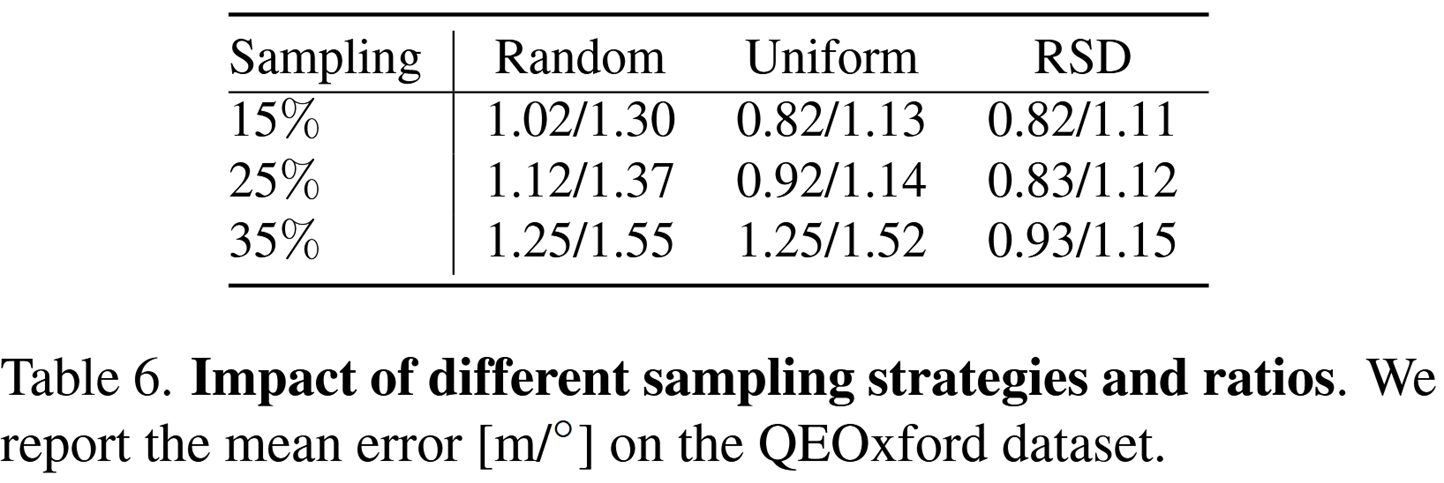 Sampling Random Uniform RSD
15% 1.02/1.30 0.82/1.13 0.82/1.11
25% 1.12/1.37 0.92/1.14 0.83/1.12
35% 1.25/1.55 1.25/1.52 0.93/1.15
Table 6. Impact of different sampling strategies and ratios. We
report the mean error [m/°] on the QEOxford dataset.